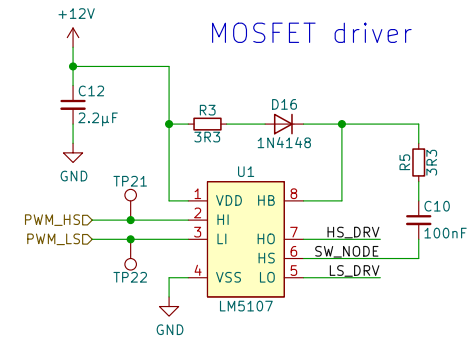 +12V
MOSFET driver
C12
2.2µF
GND
R3
3R3
D16
1N4148
R5
3R3
C10
100nF
TP21
U1
PWM_HS
PWM_LS
TP22
1 VDD HB 8
2 HI
3 LI HO 7 HS_DRV
HS 6 SW_NODE
4 VSS LO 5 LS_DRV
LM5107
GND